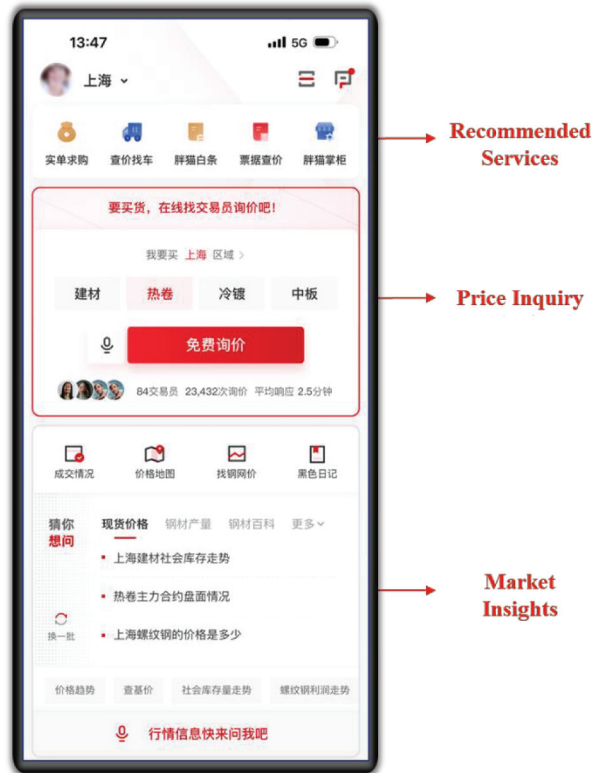 13:47
5G
上海
实单求购 查价找车 胖猫白条 票据查价 胖猫掌柜
Recommended
Services
要买货，在线找交易员询价吧！
我要买 上海 区域 >
建材 热卷 冷镀 中板
Price Inquiry
免费询价
84交易员 23,432次询价 平均响应 2.5分钟
成交情况 价格地图 找钢网价 黑色日记
猜你
想问
现货价格 钢材产量 钢材百科 更多
上海建材社会库存走势
热卷主力合约盘面情况
Market
Insights
换一批
上海螺纹钢的价格是多少
价格趋势 查基价 社会库存量走势 螺纹钢利润走势
行情信息快来问我吧